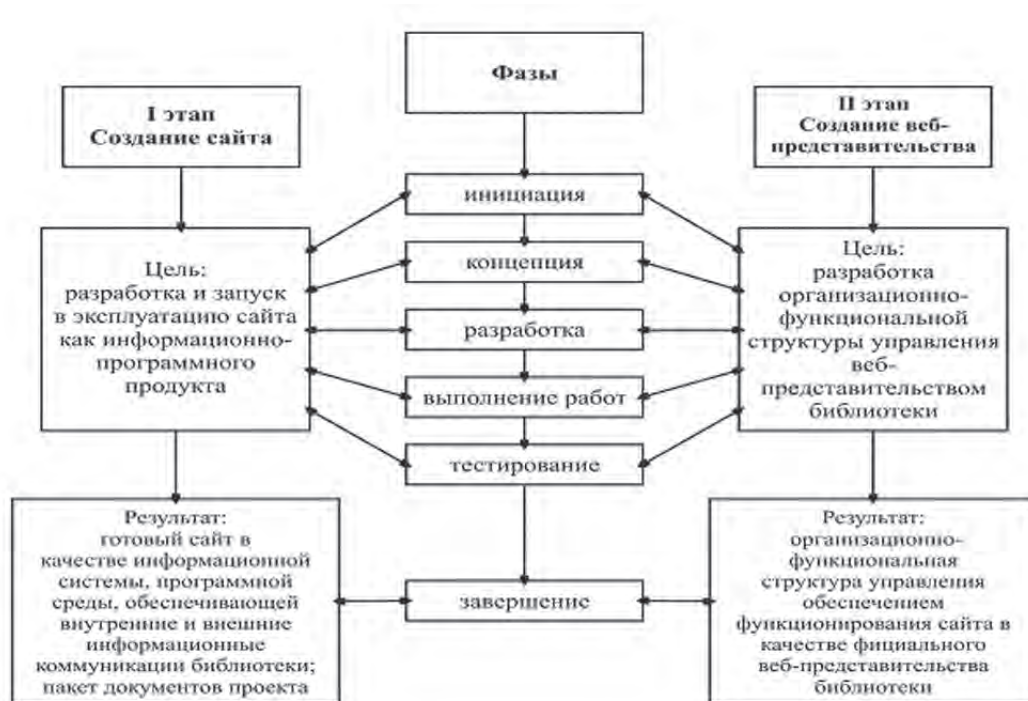 Фазы
I этап
Создание сайта
II этап
Создание веб-
представительства
инициация
концепция
разработка
выполнение работ
тестирование
завершение
Цель:
разработка и запуск
в эксплуатацию сайта
как информационно-
программного
продукта
Цель:
разработка
организационно-
функциональной
структуры управления
веб-
представительством
библиотеки
Результат:
готовый сайт в
качестве информационной
системы, программной
среды, обеспечивающей
внутренние и внешние
информационные
коммуникации библиотеки;
пакет документов проекта
Результат:
организационно-
функциональная
структура управления
обеспечением
функционирования сайта в
качестве фициального
веб-представительства
библиотеки